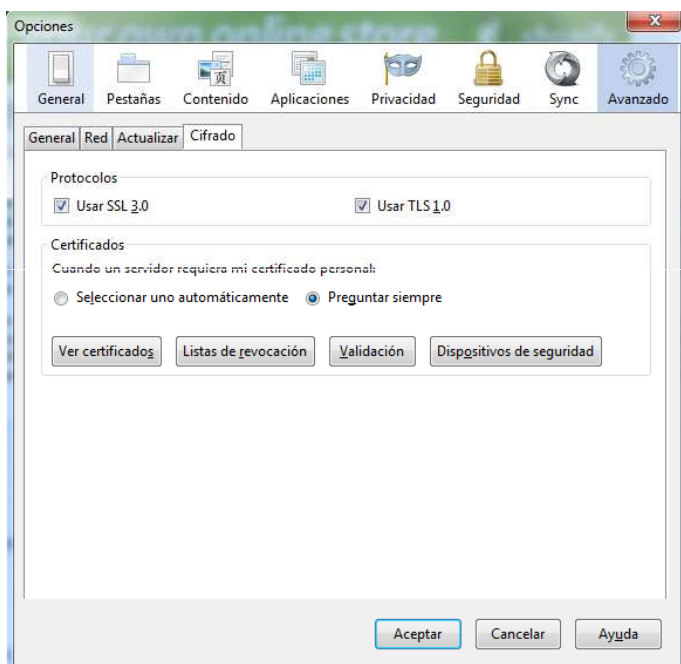 Opciones
General Pestañas Contenido Aplicaciones Privacidad Seguridad Sync Avanzado
General Red Actualizar Cifrado
Protocolos
Usar SSL 3.0 Usar TLS 1.0
Certificados
Cuando un servidor requiera mi certificado personal:
Seleccionar uno automáticamente Preguntar siempre
Ver certificados Listas de revocación Validación Dispositivos de seguridad
Aceptar Cancelar Ayuda